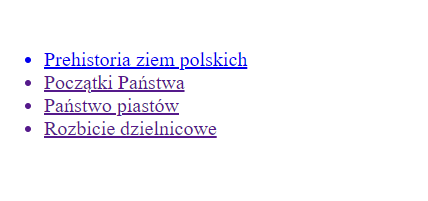 Prehistoria ziem polskich
Początki Państwa
Państwo piastów
Rozbicie dzielnicowe